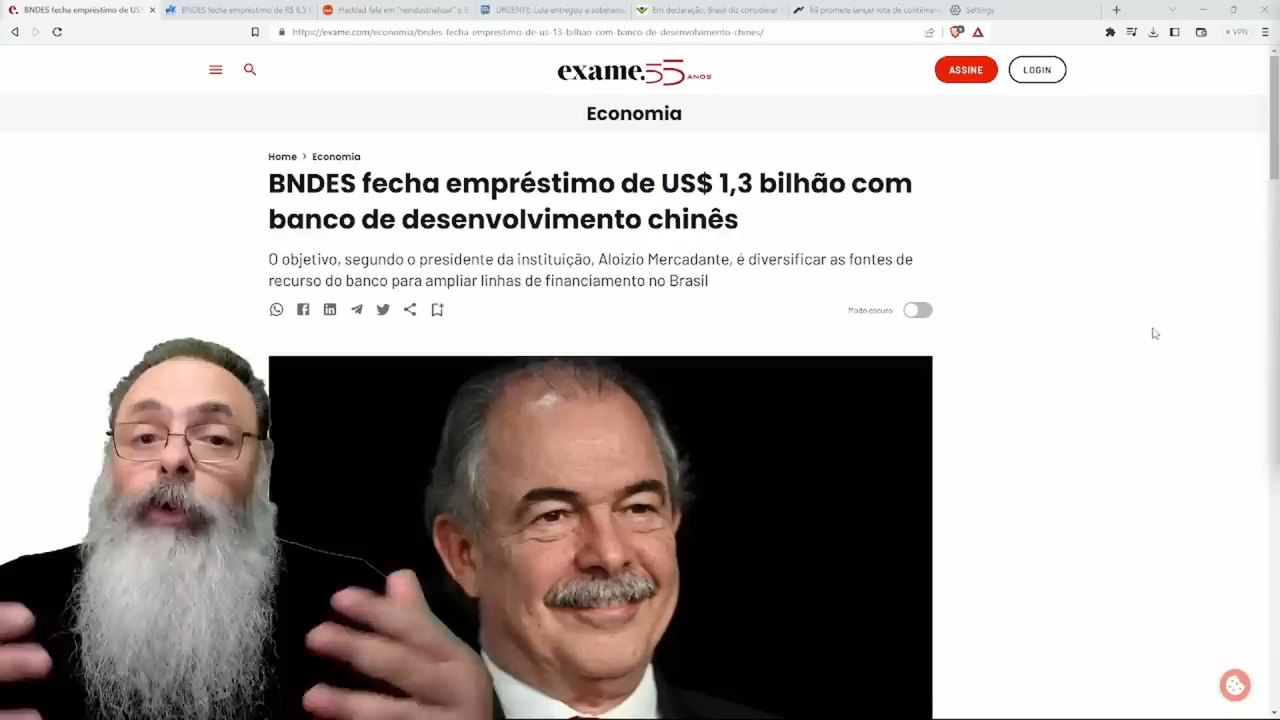 BNDES fecha empréstimo de US$
BNDES fecha empréstimo de R$ 6,5
Haddad fala em "reindustrializar" o B
URGENTE: Lula entregou a soberani
Em declaração, Brasil diz considerar
Irã promete lançar rota de contêiner
Settings
https://exame.com/economia/bndes-fecha-emprestimo-de-us-13-bilhao-com-banco-de-desenvolvimento-chines/
VPN
exame.55 ANOS
ASSINE
LOGIN
Economia
Home › Economia
BNDES fecha empréstimo de US$ 1,3 bilhão com
banco de desenvolvimento chinês
O objetivo, segundo o presidente da instituição, Aloizio Mercadante, é diversificar as fontes de
recurso do banco para ampliar linhas de financiamento no Brasil
Modo escuro